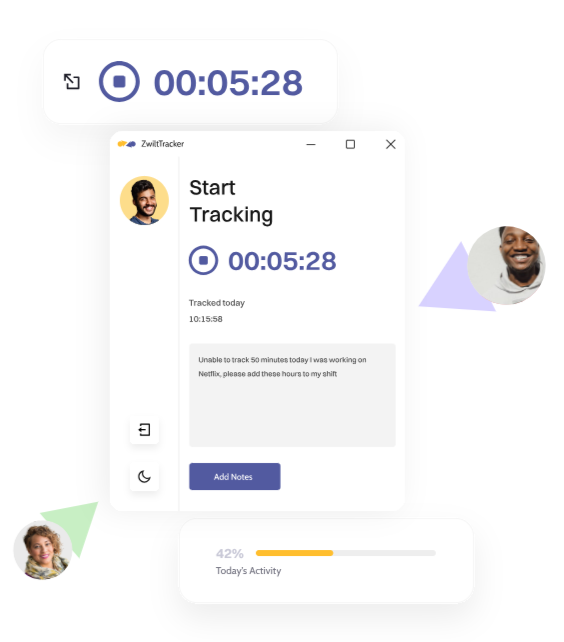 00:05:28
ZwiltTracker
Start
Tracking
00:05:28
Tracked today
10:15:58
Unable to track 50 minutes today I was working on
Netflix, please add these hours to my shift
Add Notes
42%
Today's Activity